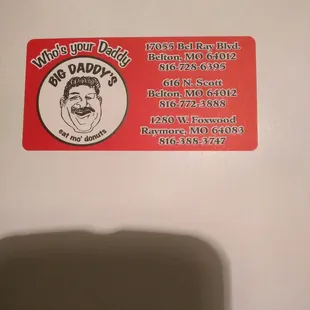 Who's your Daddy
BIG DADDY'S
eat mo' donuts
17055 Bel Ray Blvd.
Belton, MO 64012
816-728-6395
616 N. Scott
Belton, MO 64012
816-772-3888
1280 W. Foxwood
Raymore, MO 64083
816-388-3747